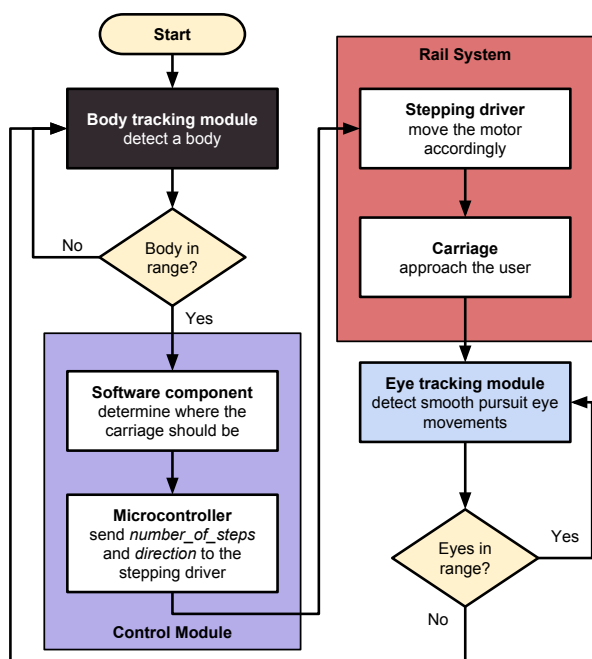 Start
Body tracking module
detect a body
No
Body in
range?
Yes
Software component
determine where the
carriage should be
Microcontroller
send number_of_steps
and direction to the
stepping driver
Control Module
Rail System
Stepping driver
move the motor
accordingly
Carriage
approach the user
Eye tracking module
detect smooth pursuit eye
movements
Eyes in
range?
Yes
No